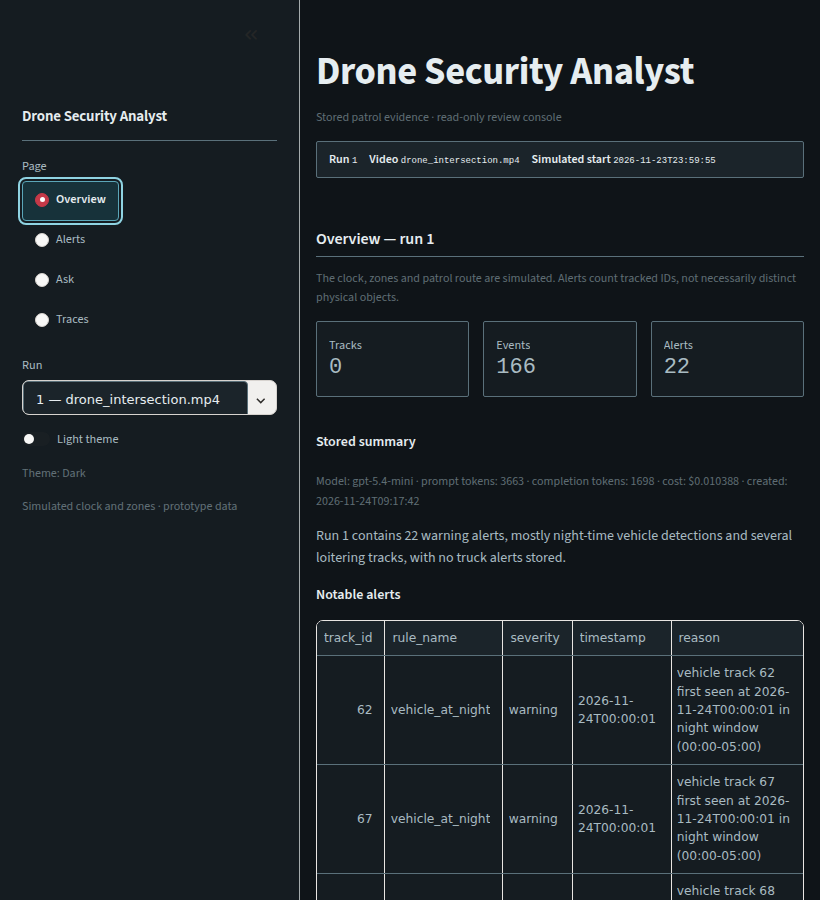 Drone Security Analyst
Page
Overview
Alerts
Ask
Traces
Run
1 — drone_intersection.mp4
Light theme
Theme: Dark
Simulated clock and zones · prototype data
Drone Security Analyst
Stored patrol evidence · read-only review console
Run 1 Video drone_intersection.mp4 Simulated start 2026-11-23T23:59:55
Overview — run 1
The clock, zones and patrol route are simulated. Alerts count tracked IDs, not necessarily distinct
physical objects.
Tracks
0
Events
166
Alerts
22
Stored summary
Model: gpt-5.4-mini · prompt tokens: 3663 · completion tokens: 1698 · cost: $0.010388 · created:
2026-11-24T09:17:42
Run 1 contains 22 warning alerts, mostly night-time vehicle detections and several
loitering tracks, with no truck alerts stored.
Notable alerts
track_id rule_name severity timestamp reason
62 vehicle_at_night warning
2026-11-
24T00:00:01
vehicle track 62
first seen at 2026-
11-24T00:00:01 in
night window
(00:00-05:00)
67 vehicle_at_night warning
2026-11-
24T00:00:01
vehicle track 67
first seen at 2026-
11-24T00:00:01 in
night window
(00:00-05:00)
vehicle track 68